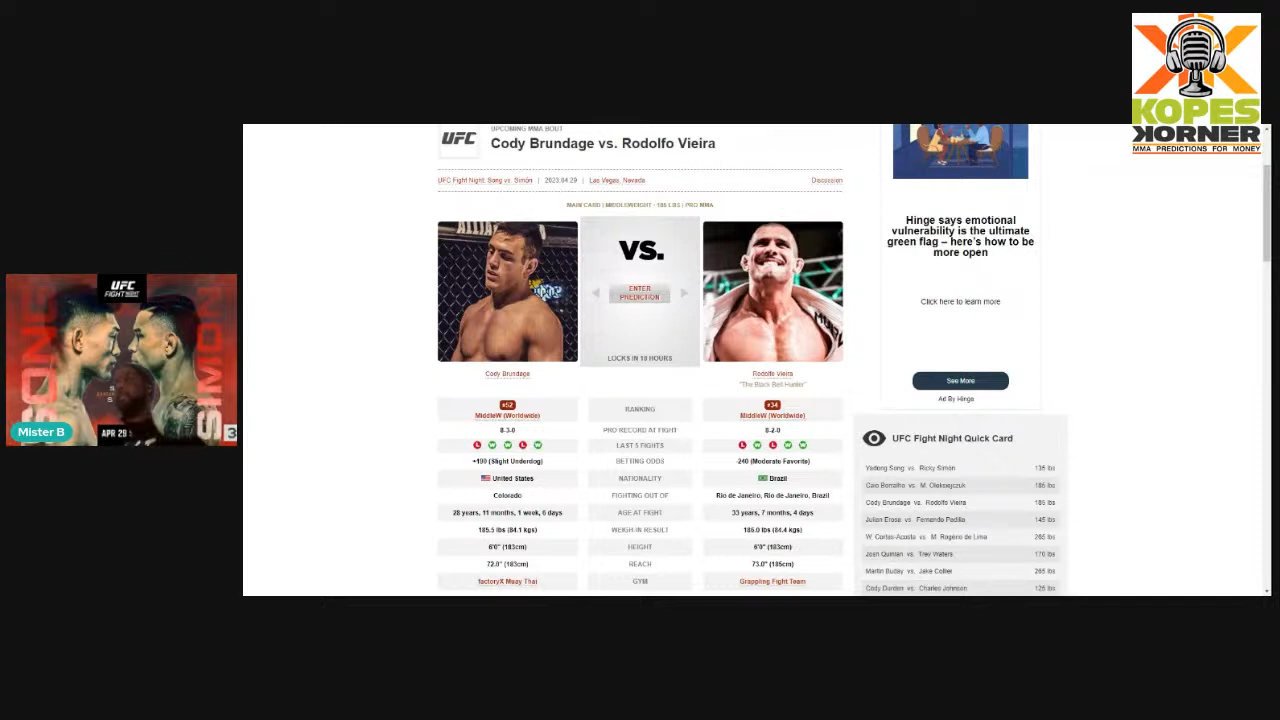 KOPES
KORNER
MMA PREDICTIONS FOR MONEY
UFC
UPCOMING MMA BOUT
Cody Brundage vs. Rodolfo Vieira
UFC Fight Night: Song vs. Simón | 2023.04.29 | Las Vegas, Nevada
Discussion
MAIN CARD | MIDDLEWEIGHT · 185 LBS | PRO MMA
VS.
ENTER
PREDICTION
LOCKS IN 18 HOURS
Cody Brundage
Rodolfo Vieira
"The Black Belt Hunter"
#52 RANKING #34
MiddleW (Worldwide) MiddleW (Worldwide)
8-3-0 PRO RECORD AT FIGHT 8-2-0
L W W L W LAST 5 FIGHTS L W L W W
+190 (Slight Underdog) BETTING ODDS -240 (Moderate Favorite)
United States NATIONALITY Brazil
Colorado FIGHTING OUT OF Rio de Janeiro, Rio de Janeiro, Brazil
28 years, 11 months, 1 week, 6 days AGE AT FIGHT 33 years, 7 months, 4 days
185.5 lbs (84.1 kgs) WEIGH-IN RESULT 186.0 lbs (84.4 kgs)
6'0" (183cm) HEIGHT 6'0" (183cm)
72.0" (183cm) REACH 73.0" (185cm)
factoryX Muay Thai GYM Grappling Fight Team
Hinge says emotional
vulnerability is the ultimate
green flag – here's how to be
more open
Click here to learn more
See More
Ad By Hinge
UFC Fight Night Quick Card
Yadong Song vs. Ricky Simón 135 lbs
Caio Borralho vs. M. Oleksiejczuk 185 lbs
Cody Brundage vs. Rodolfo Vieira 185 lbs
Julian Erosa vs. Fernando Padilla 145 lbs
W. Cortes-Acosta vs M. Rogério de Lima 265 lbs
Josh Quinlan vs. Trey Waters 170 lbs
Martin Buday vs. Jake Collier 265 lbs
Cody Durden vs. Charles Johnson 125 lbs
UFC
FIGHT NIGHT
SONG
SIMON
APR 29
3
Mister B